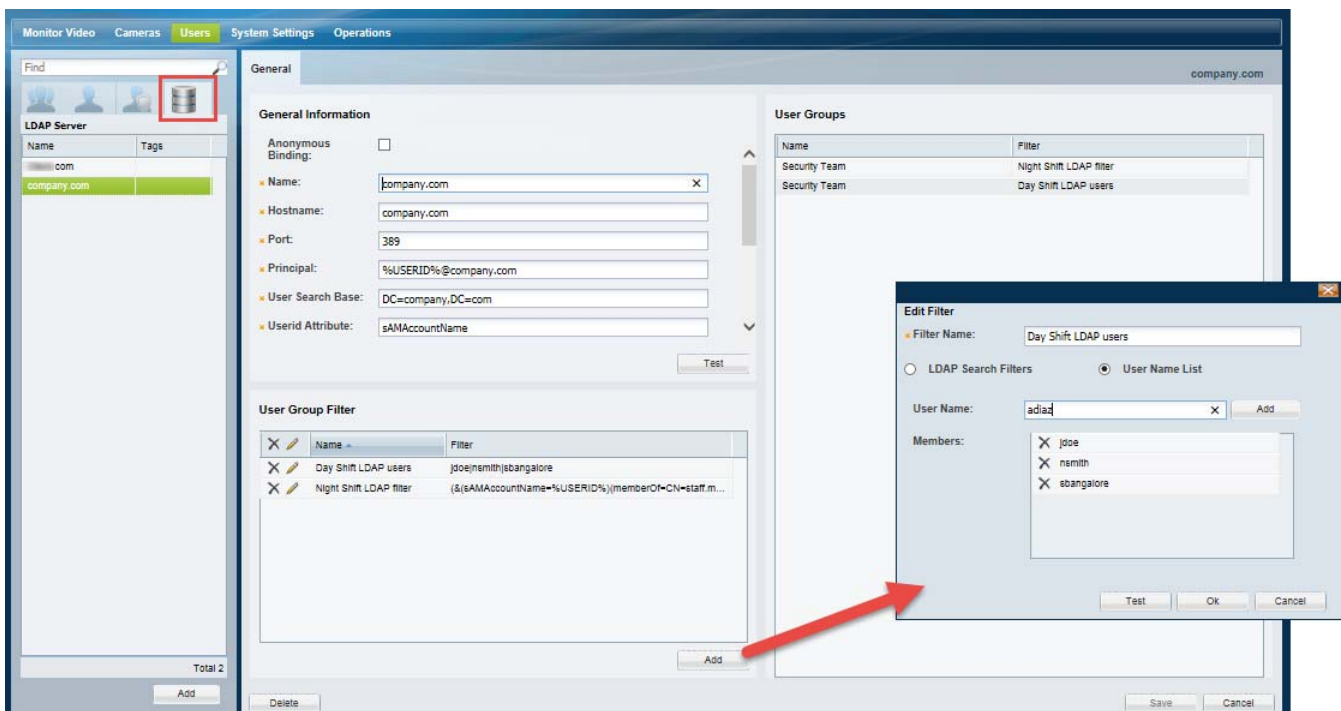 Monitor Video Cameras Users System Settings Operations
Find
LDAP Server
Name Tags
com
company.com
Total 2
Add
General
company.com
General Information
Anonymous
Binding:
Name: company.com
Hostname: company.com
Port: 389
Principal: %USERID%@company.com
User Search Base: DC=company,DC=com
Userid Attribute: sAMAccountName
Test
User Group Filter
Name Filter
Day Shift LDAP users jdoe|nsmith|sbangalore
Night Shift LDAP filter (&(sAMAccountName=%USERID%)(memberOf=CN=staff.m...
Add
Delete
User Groups
Name Filter
Security Team Night Shift LDAP filter
Security Team Day Shift LDAP users
Edit Filter
Filter Name: Day Shift LDAP users
LDAP Search Filters User Name List
User Name: adiaz Add
Members: jdoe
nsmith
sbangalore
Test Ok Cancel
Save Cancel